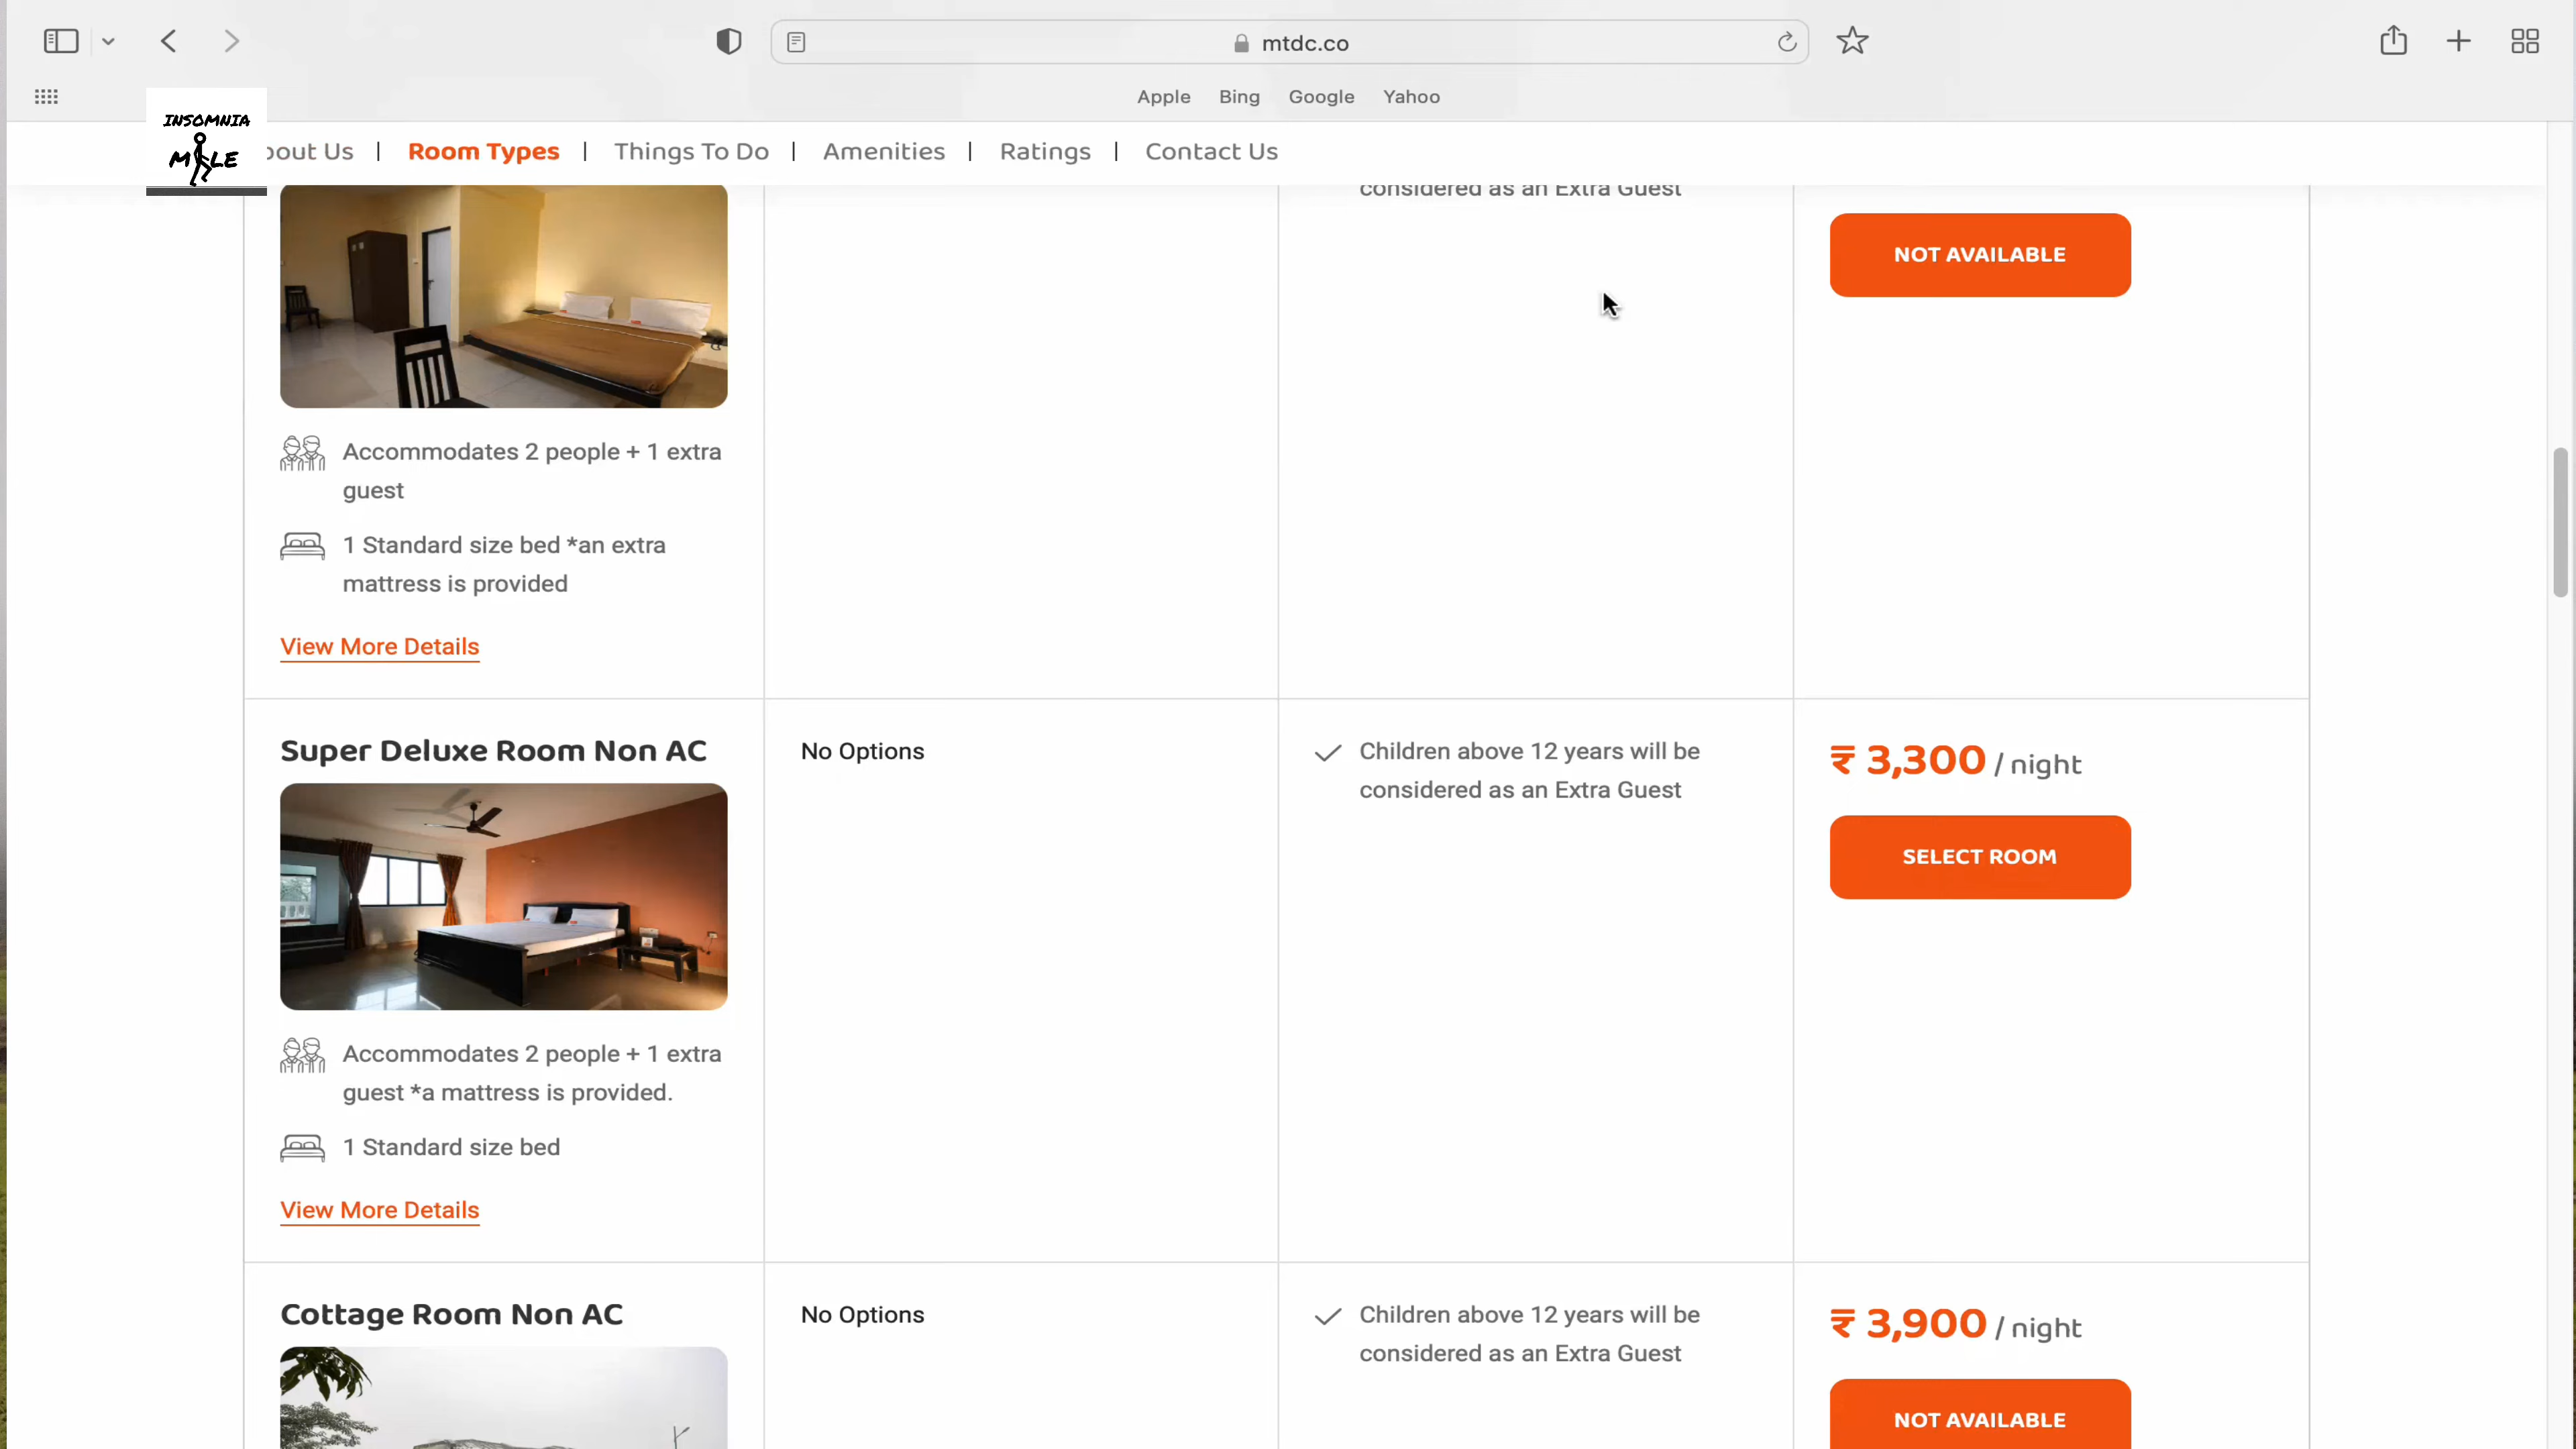 mtdc.co
Apple Bing Google Yahoo
INSOMNIA
MILE
bout Us | Room Types | Things To Do | Amenities | Ratings | Contact Us
considered as an Extra Guest
NOT AVAILABLE
Accommodates 2 people + 1 extra
guest
1 Standard size bed *an extra
mattress is provided
View More Details
Super Deluxe Room Non AC
No Options
Children above 12 years will be
considered as an Extra Guest
₹ 3,300 / night
SELECT ROOM
Accommodates 2 people + 1 extra
guest *a mattress is provided.
1 Standard size bed
View More Details
Cottage Room Non AC
No Options
Children above 12 years will be
considered as an Extra Guest
₹ 3,900 / night
NOT AVAILABLE